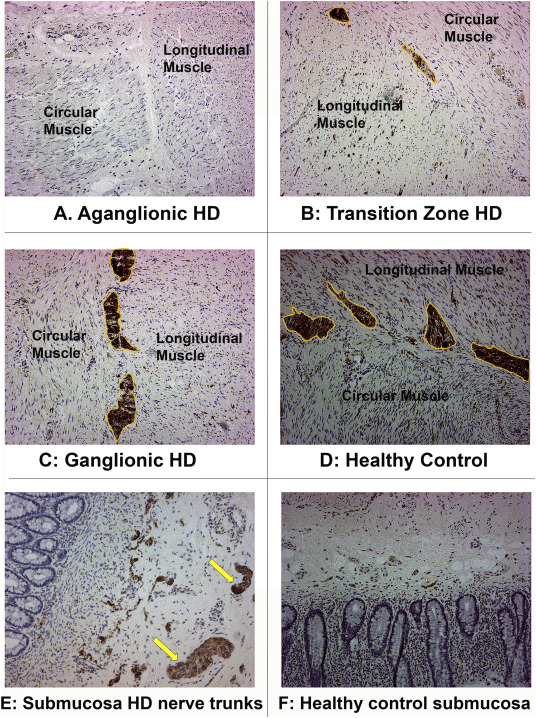 Longitudinal
Muscle
Circular
Muscle
A. Aganglionic HD
Circular
Muscle
Longitudinal
Muscle
B: Transition Zone HD
Circular
Muscle
Longitudinal
Muscle
C: Ganglionic HD
Longitudinal Muscle
Circular Muscle
D: Healthy Control
E: Submucosa HD nerve trunks
F: Healthy control submucosa